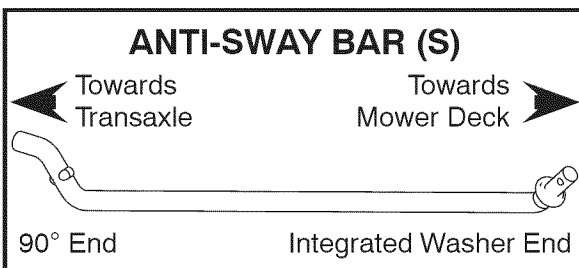 ANTI-SWAY BAR (S)
Towards
Transaxle
Towards
Mower Deck
90° End
Integrated Washer End